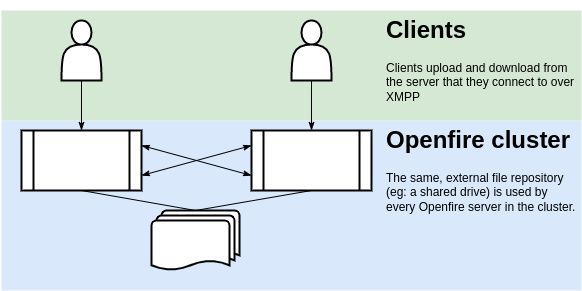 Clients
Clients upload and download from
the server that they connect to over
XMPP
Openfire cluster
The same, external file repository
(eg: a shared drive) is used by
every Openfire server in the cluster.